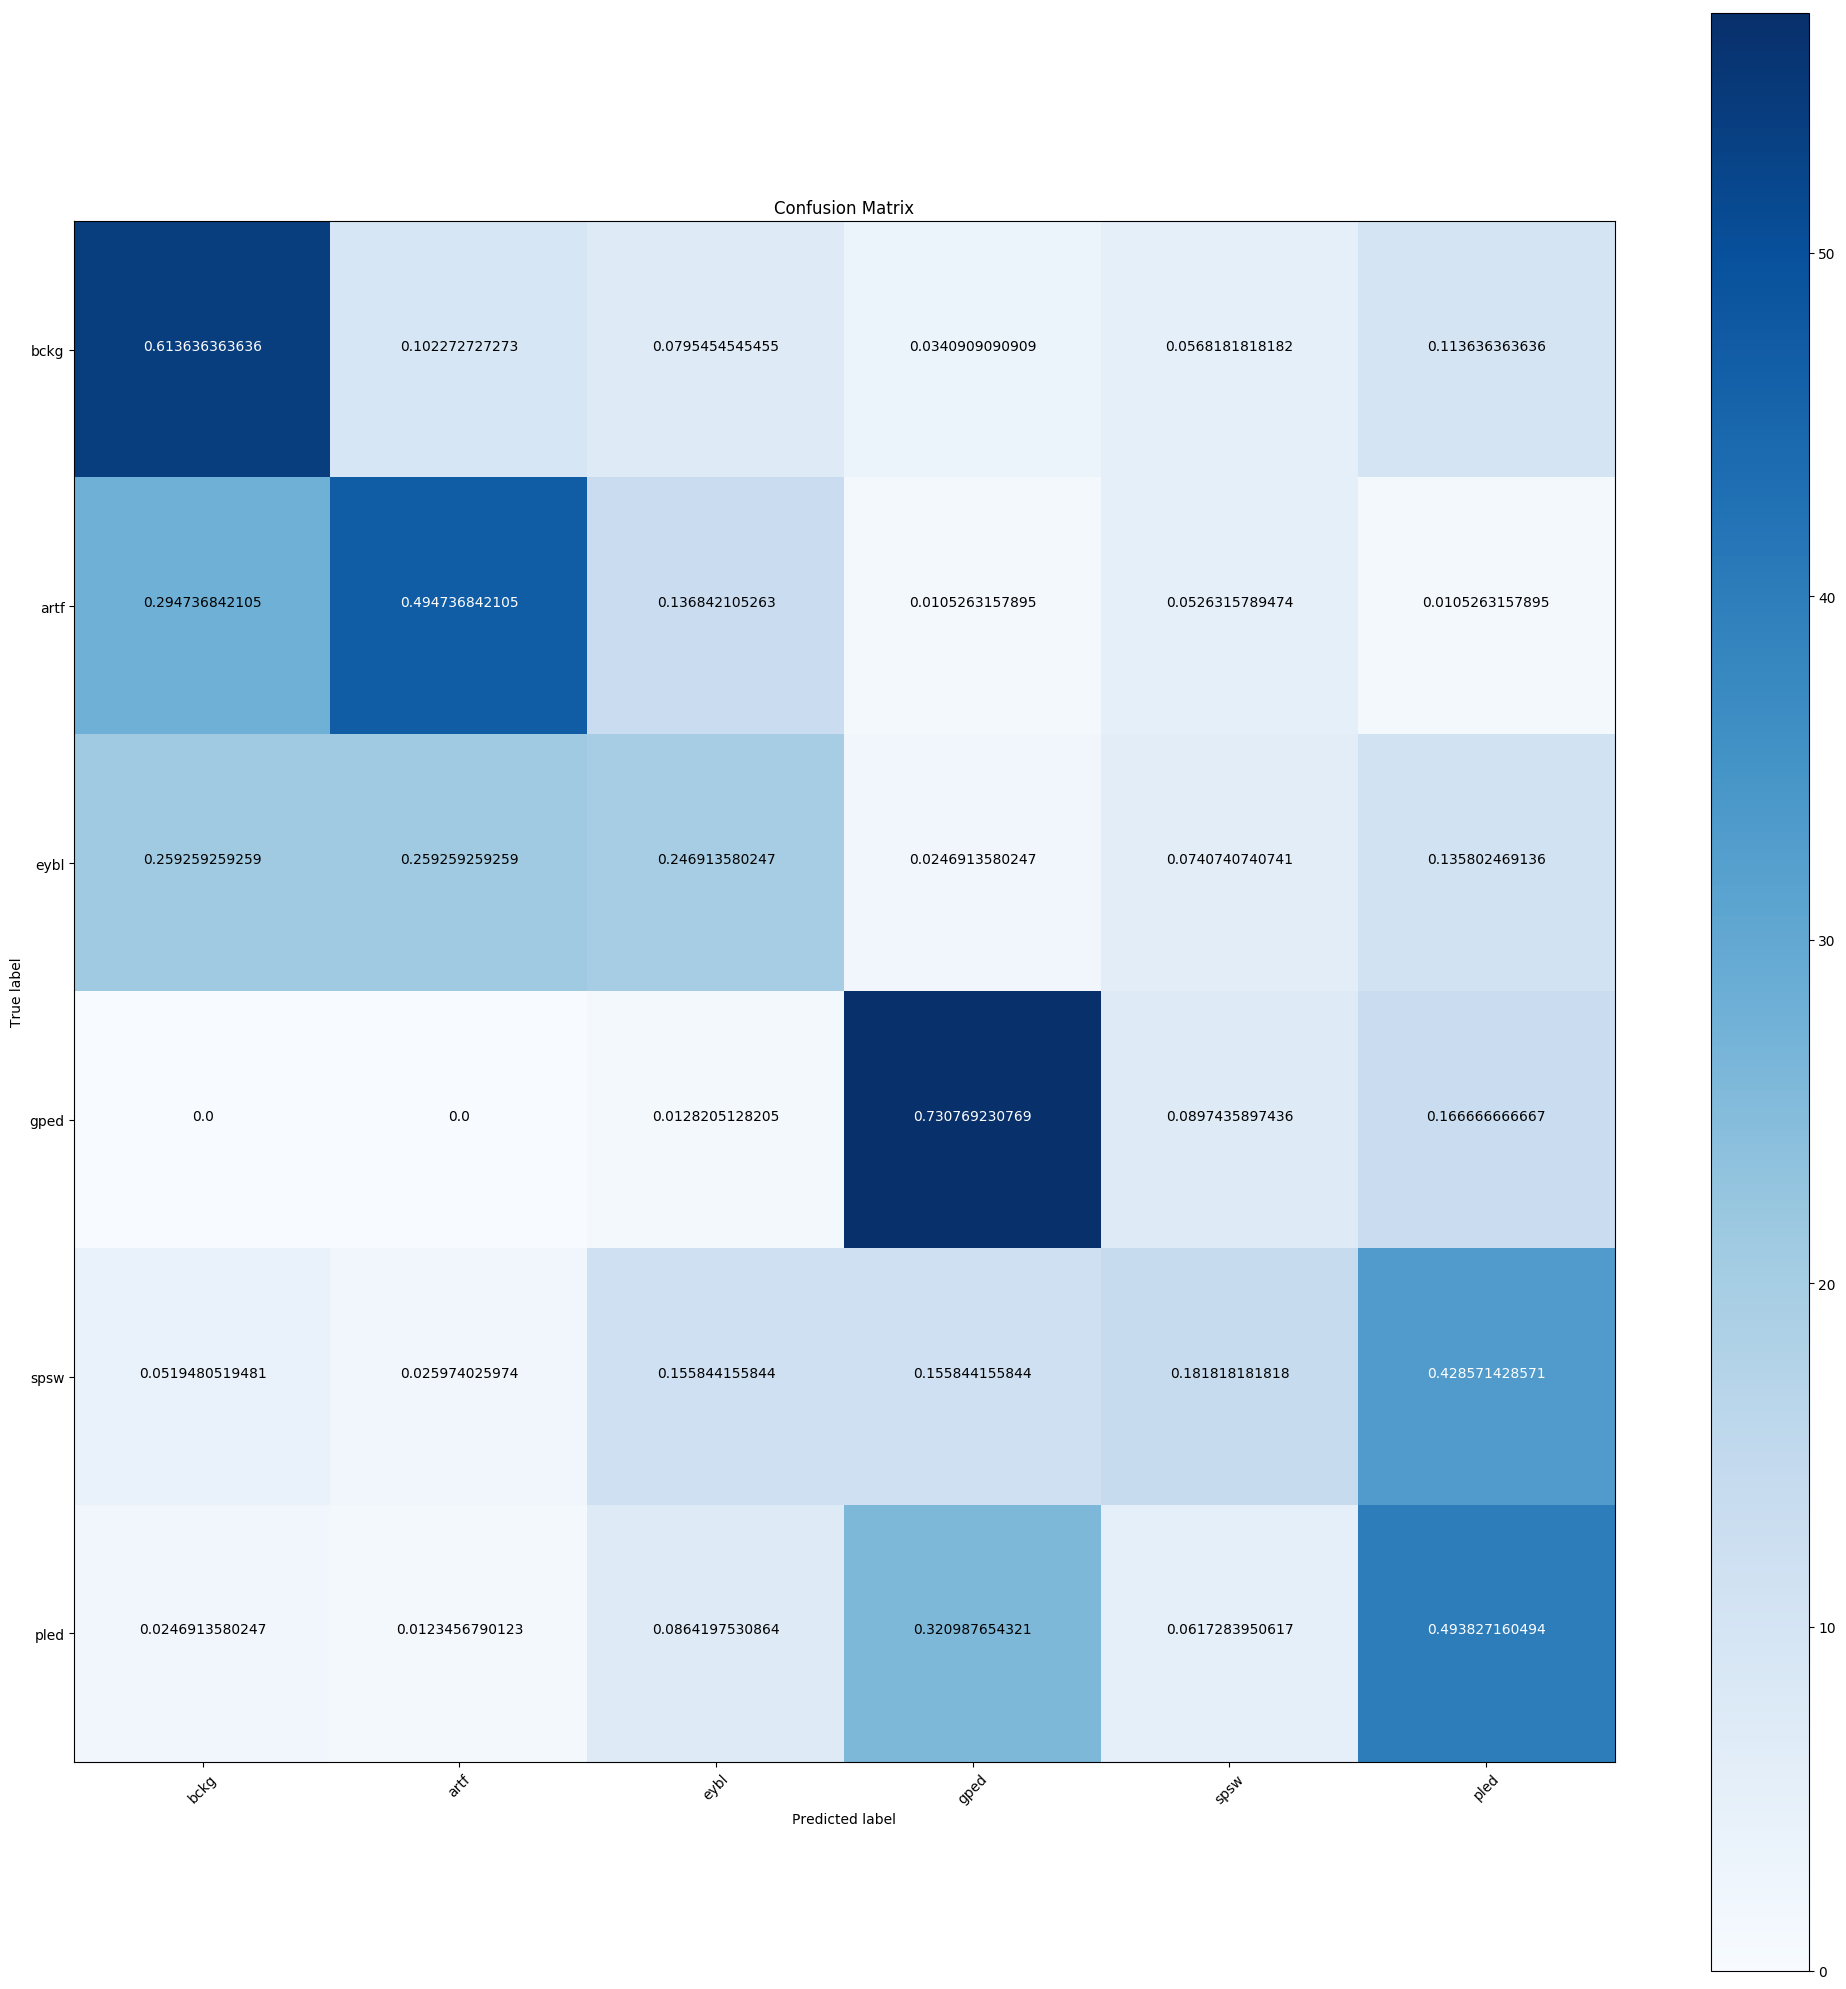 Confusion Matrix
bckg 0.613636363636 0.102272727273 0.0795454545455 0.0340909090909 0.0568181818182 0.113636363636
artf 0.294736842105 0.494736842105 0.136842105263 0.0105263157895 0.0526315789474 0.0105263157895
eybl 0.259259259259 0.259259259259 0.246913580247 0.0246913580247 0.0740740740741 0.135802469136
gped 0.0 0.0 0.0128205128205 0.730769230769 0.0897435897436 0.166666666667
spsw 0.0519480519481 0.025974025974 0.155844155844 0.155844155844 0.181818181818 0.428571428571
pled 0.0246913580247 0.0123456790123 0.0864197530864 0.320987654321 0.0617283950617 0.493827160494
bckg artf eybl gped spsw pled
Predicted label
True label
50
40
30
20
10
0